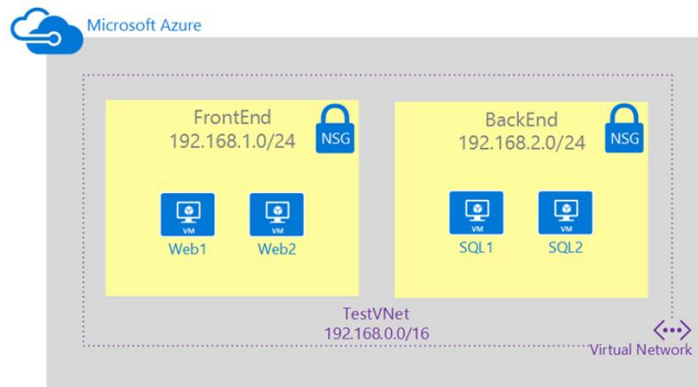 Microsoft Azure
FrontEnd
192.168.1.0/24
NSG
BackEnd
192.168.2.0/24
NSG
VM
Web1
VM
Web2
VM
SQL1
VM
SQL2
TestVNet
192.168.0.0/16
Virtual Network